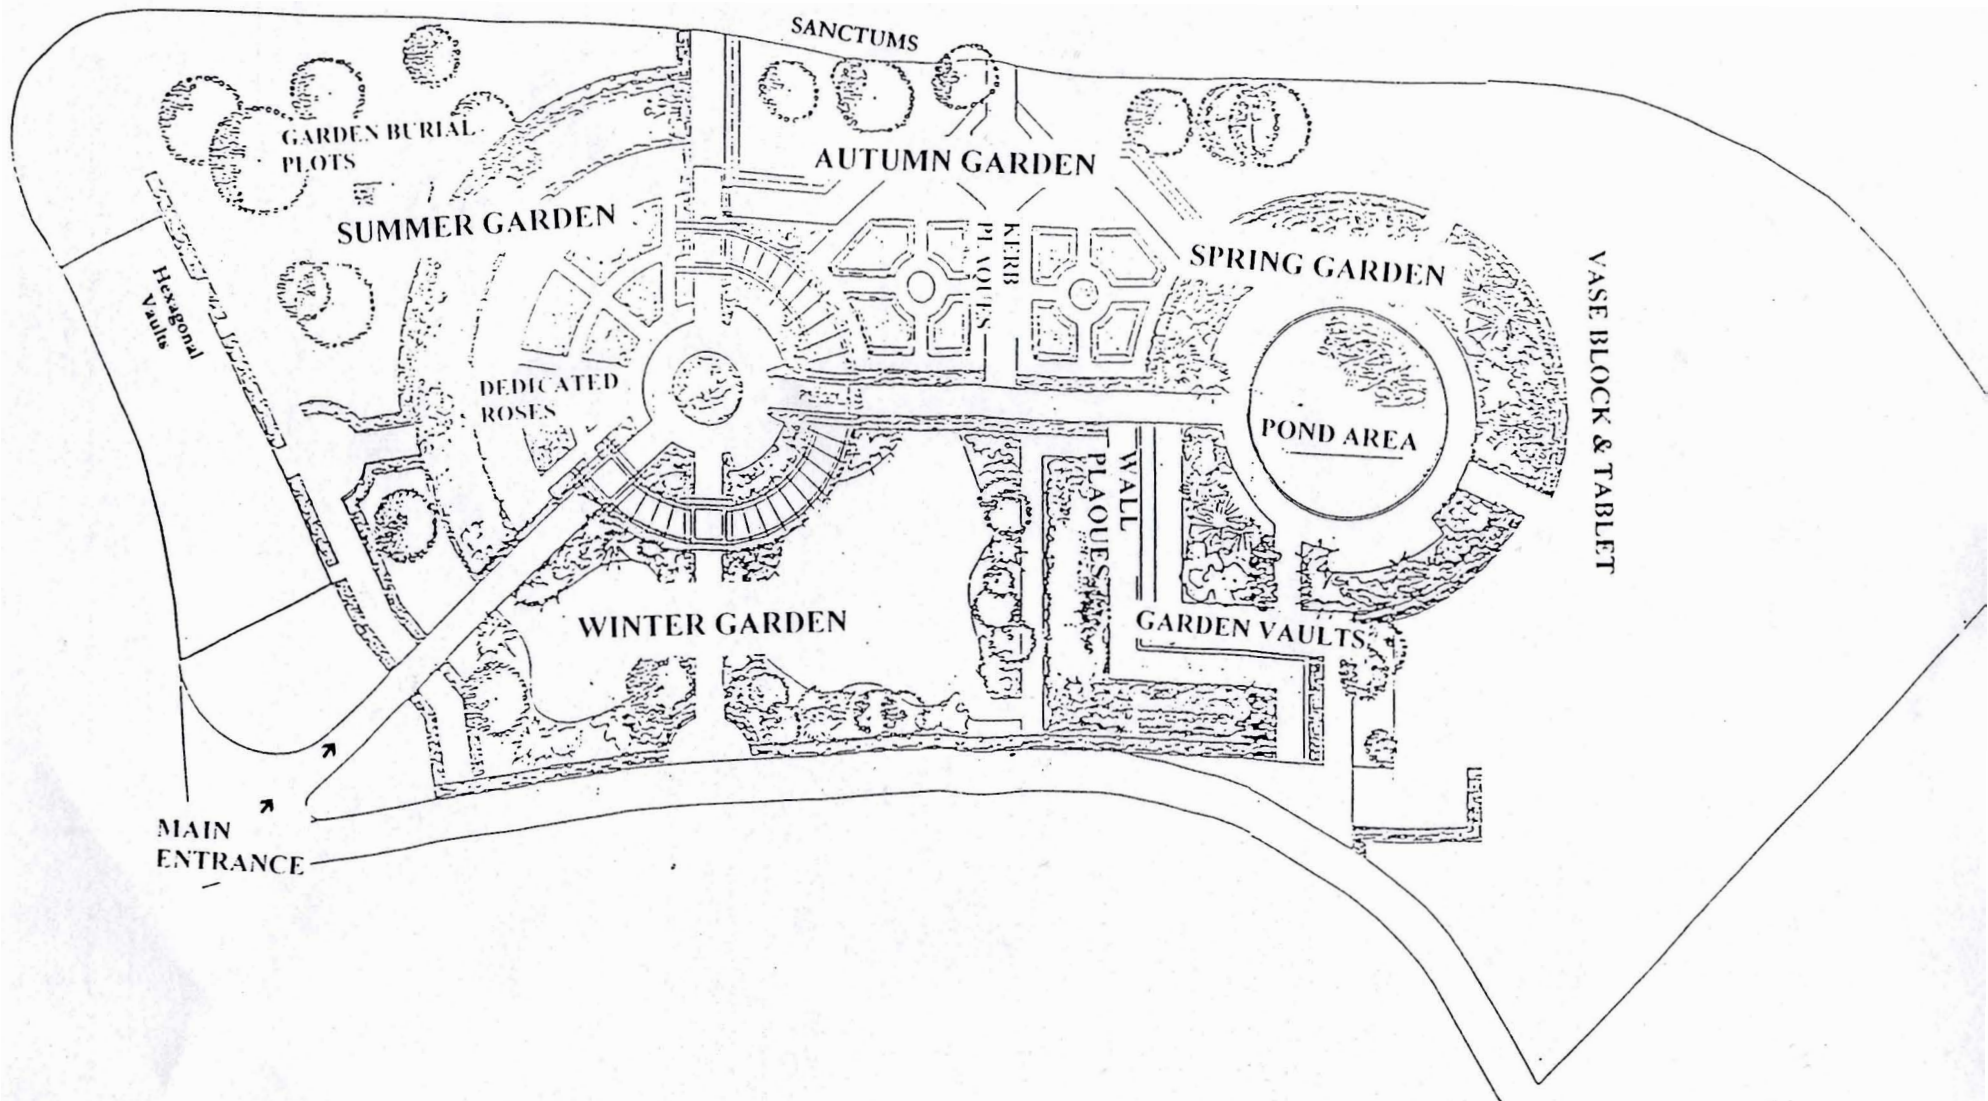 SANCTUMS
GARDEN BURIAL
PLOTS
AUTUMN GARDEN
SUMMER GARDEN
SPRING GARDEN
KERB
PLAQUES
Hexagonal
Vaults
VASE BLOCK & TABLET
DEDICATED
ROSES
POND AREA
WALL
PLAQUES
WINTER GARDEN
GARDEN VAULTS
MAIN
ENTRANCE